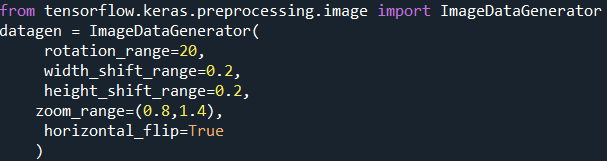 from tensorflow.keras.preprocessing.image import ImageDataGenerator
datagen = ImageDataGenerator(
rotation_range=20,
width_shift_range=0.2,
height_shift_range=0.2,
zoom_range=(0.8,1.4),
horizontal_flip=True
)